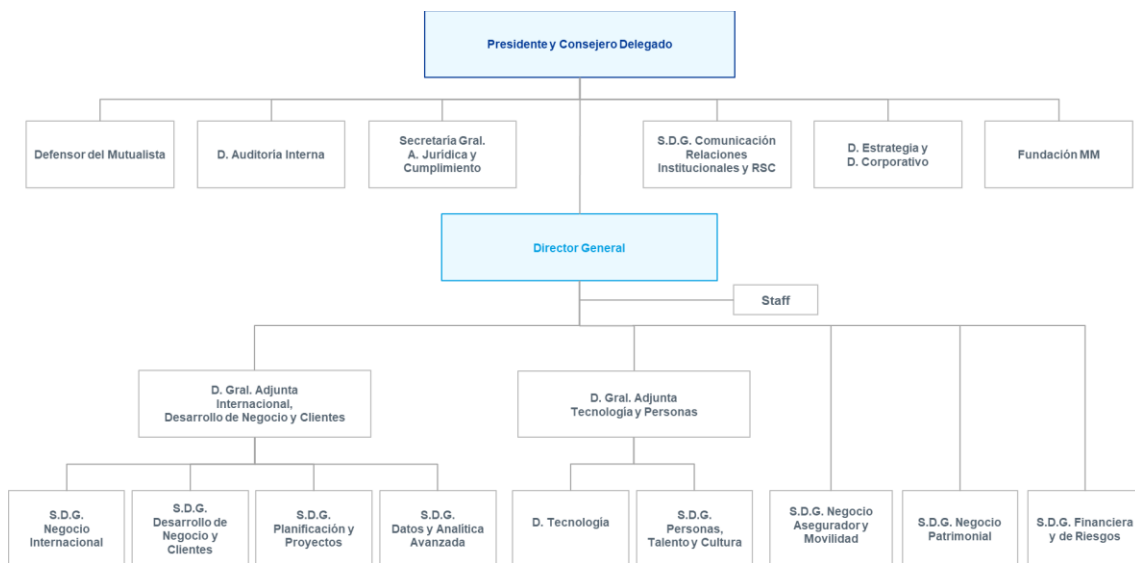 Presidente y Consejero Delegado
Defensor del Mutualista
D. Auditoría Interna
Secretaría Gral.
A. Jurídica y
Cumplimiento
S.D.G. Comunicación
Relaciones
Institucionales y RSC
D. Estrategia y
D. Corporativo
Fundación MM
Director General
Staff
D. Gral. Adjunta
Internacional,
Desarrollo de Negocio y Clientes
D. Gral. Adjunta
Tecnología y Personas
S.D.G.
Negocio
Internacional
S.D.G.
Desarrollo de
Negocio y
Clientes
S.D.G.
Planificación y
Proyectos
S.D.G.
Datos y Analítica
Avanzada
D. Tecnología
S.D.G.
Personas,
Talento y Cultura
S.D.G. Negocio
Asegurador y
Movilidad
S.D.G. Negocio
Patrimonial
S.D.G. Financiera
y de Riesgos